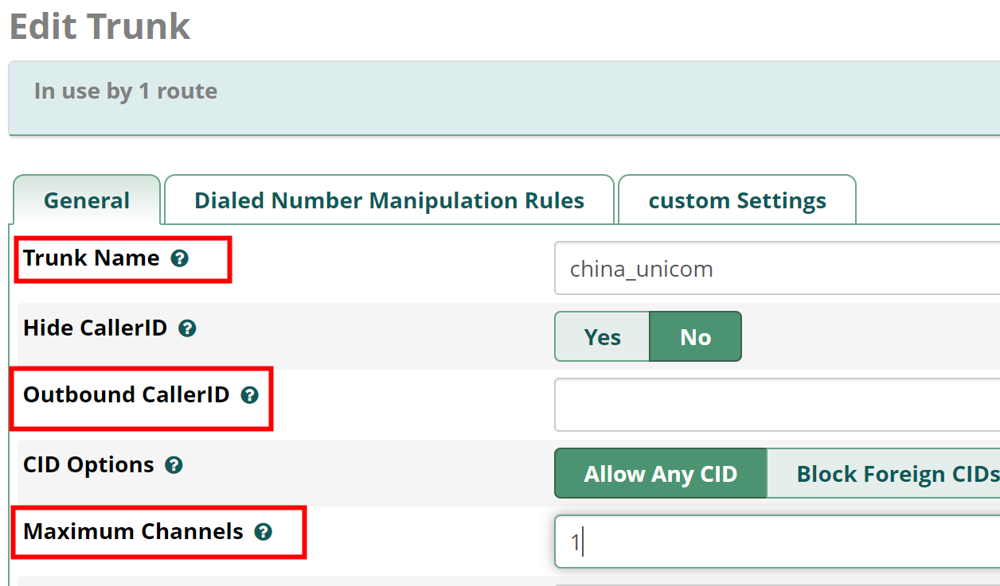 Edit Trunk
In use by 1 route
General
Dialed Number Manipulation Rules
custom Settings
Trunk Name ?
china_unicom
Hide CallerID ?
Yes
No
Outbound CallerID ?
CID Options ?
Allow Any CID
Block Foreign CIDs
Maximum Channels ?
1